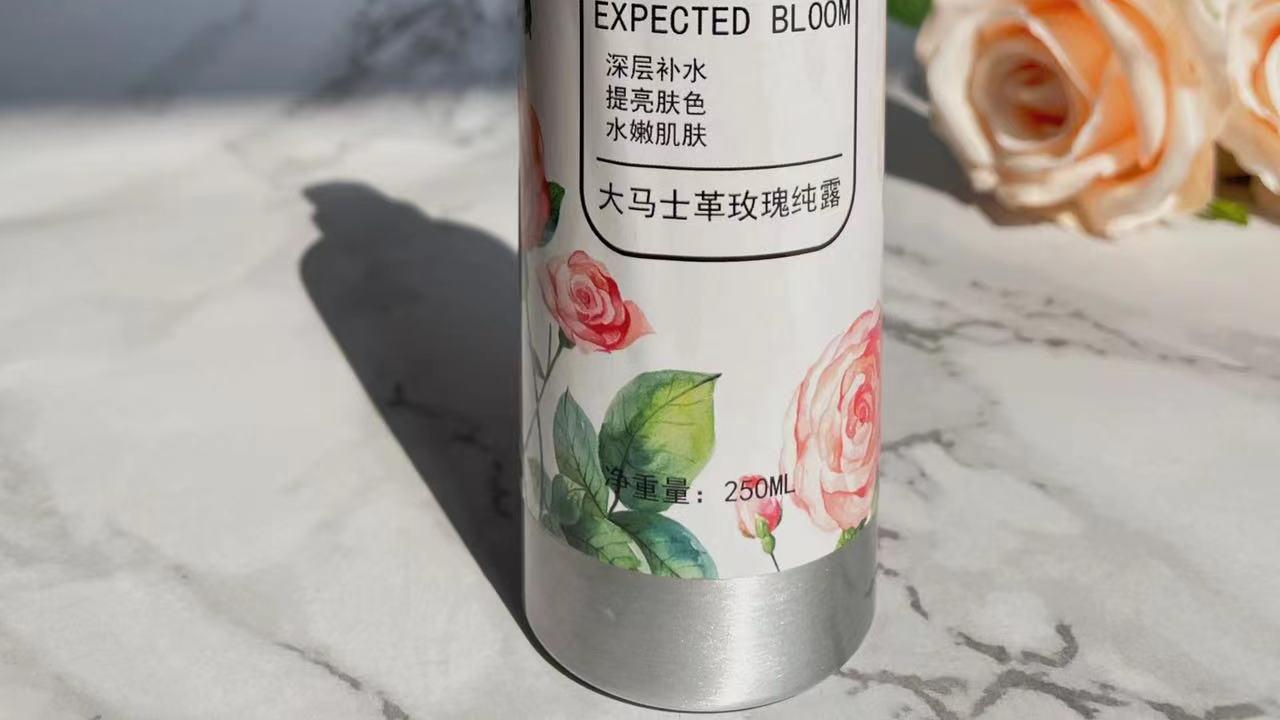 EXPECTED BLOOM
深层补水
提亮肤色
水嫩肌肤
大马士革玫瑰纯露
净重量：250ML